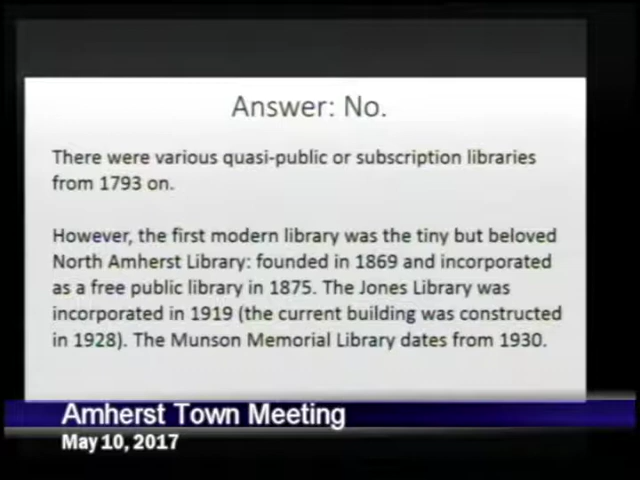 Answer: No.
There were various quasi-public or subscription libraries
from 1793 on.
However, the first modern library was the tiny but beloved
North Amherst Library: founded in 1869 and incorporated
as a free public library in 1875. The Jones Library was
incorporated in 1919 (the current building was constructed
in 1928). The Munson Memorial Library dates from 1930.
Amherst Town Meeting
May 10, 2017